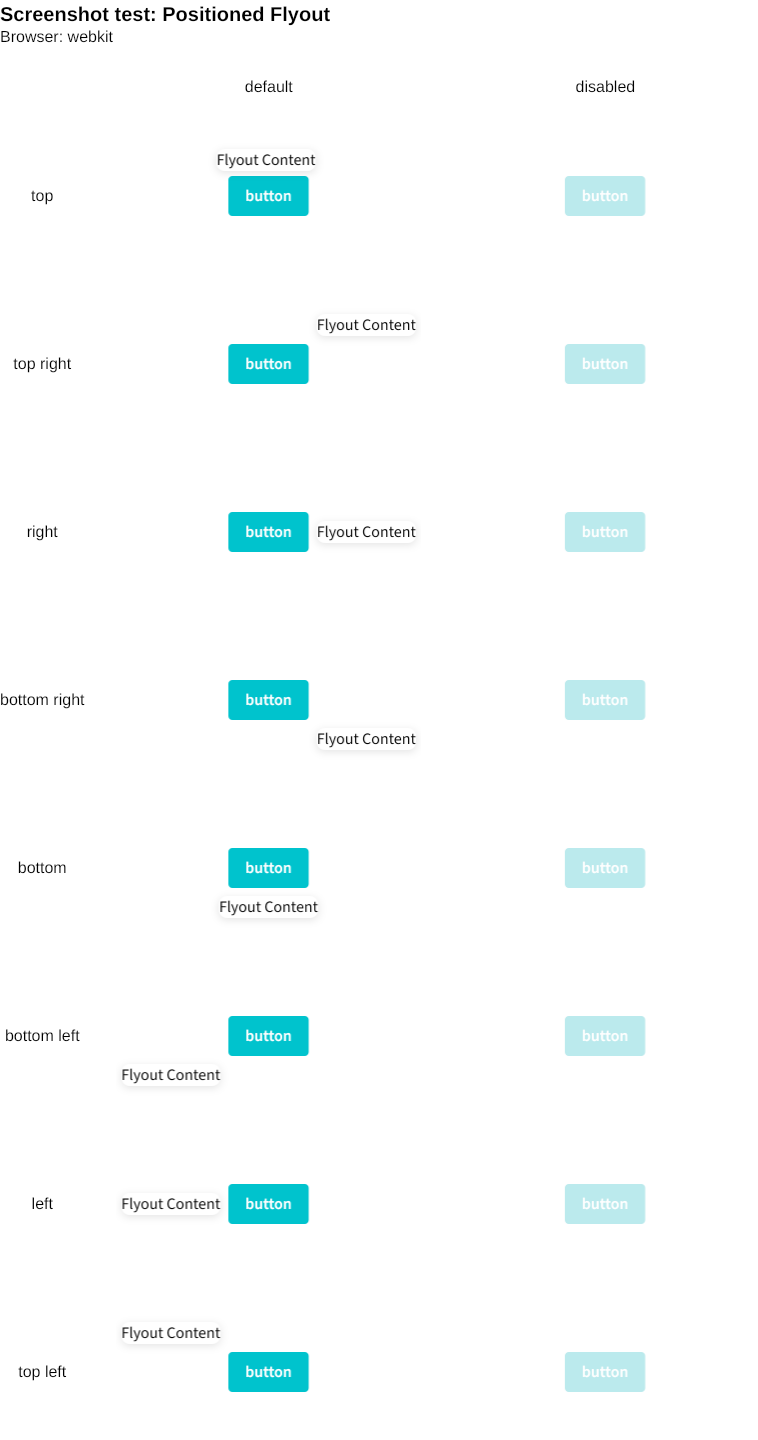 Screenshot test: Positioned Flyout
Browser: webkit
default disabled
Flyout Content
top button button
Flyout Content
top right button button
right button Flyout Content button
bottom right button button
Flyout Content
bottom button button
Flyout Content
bottom left button button
Flyout Content
left Flyout Content button button
Flyout Content
top left button button